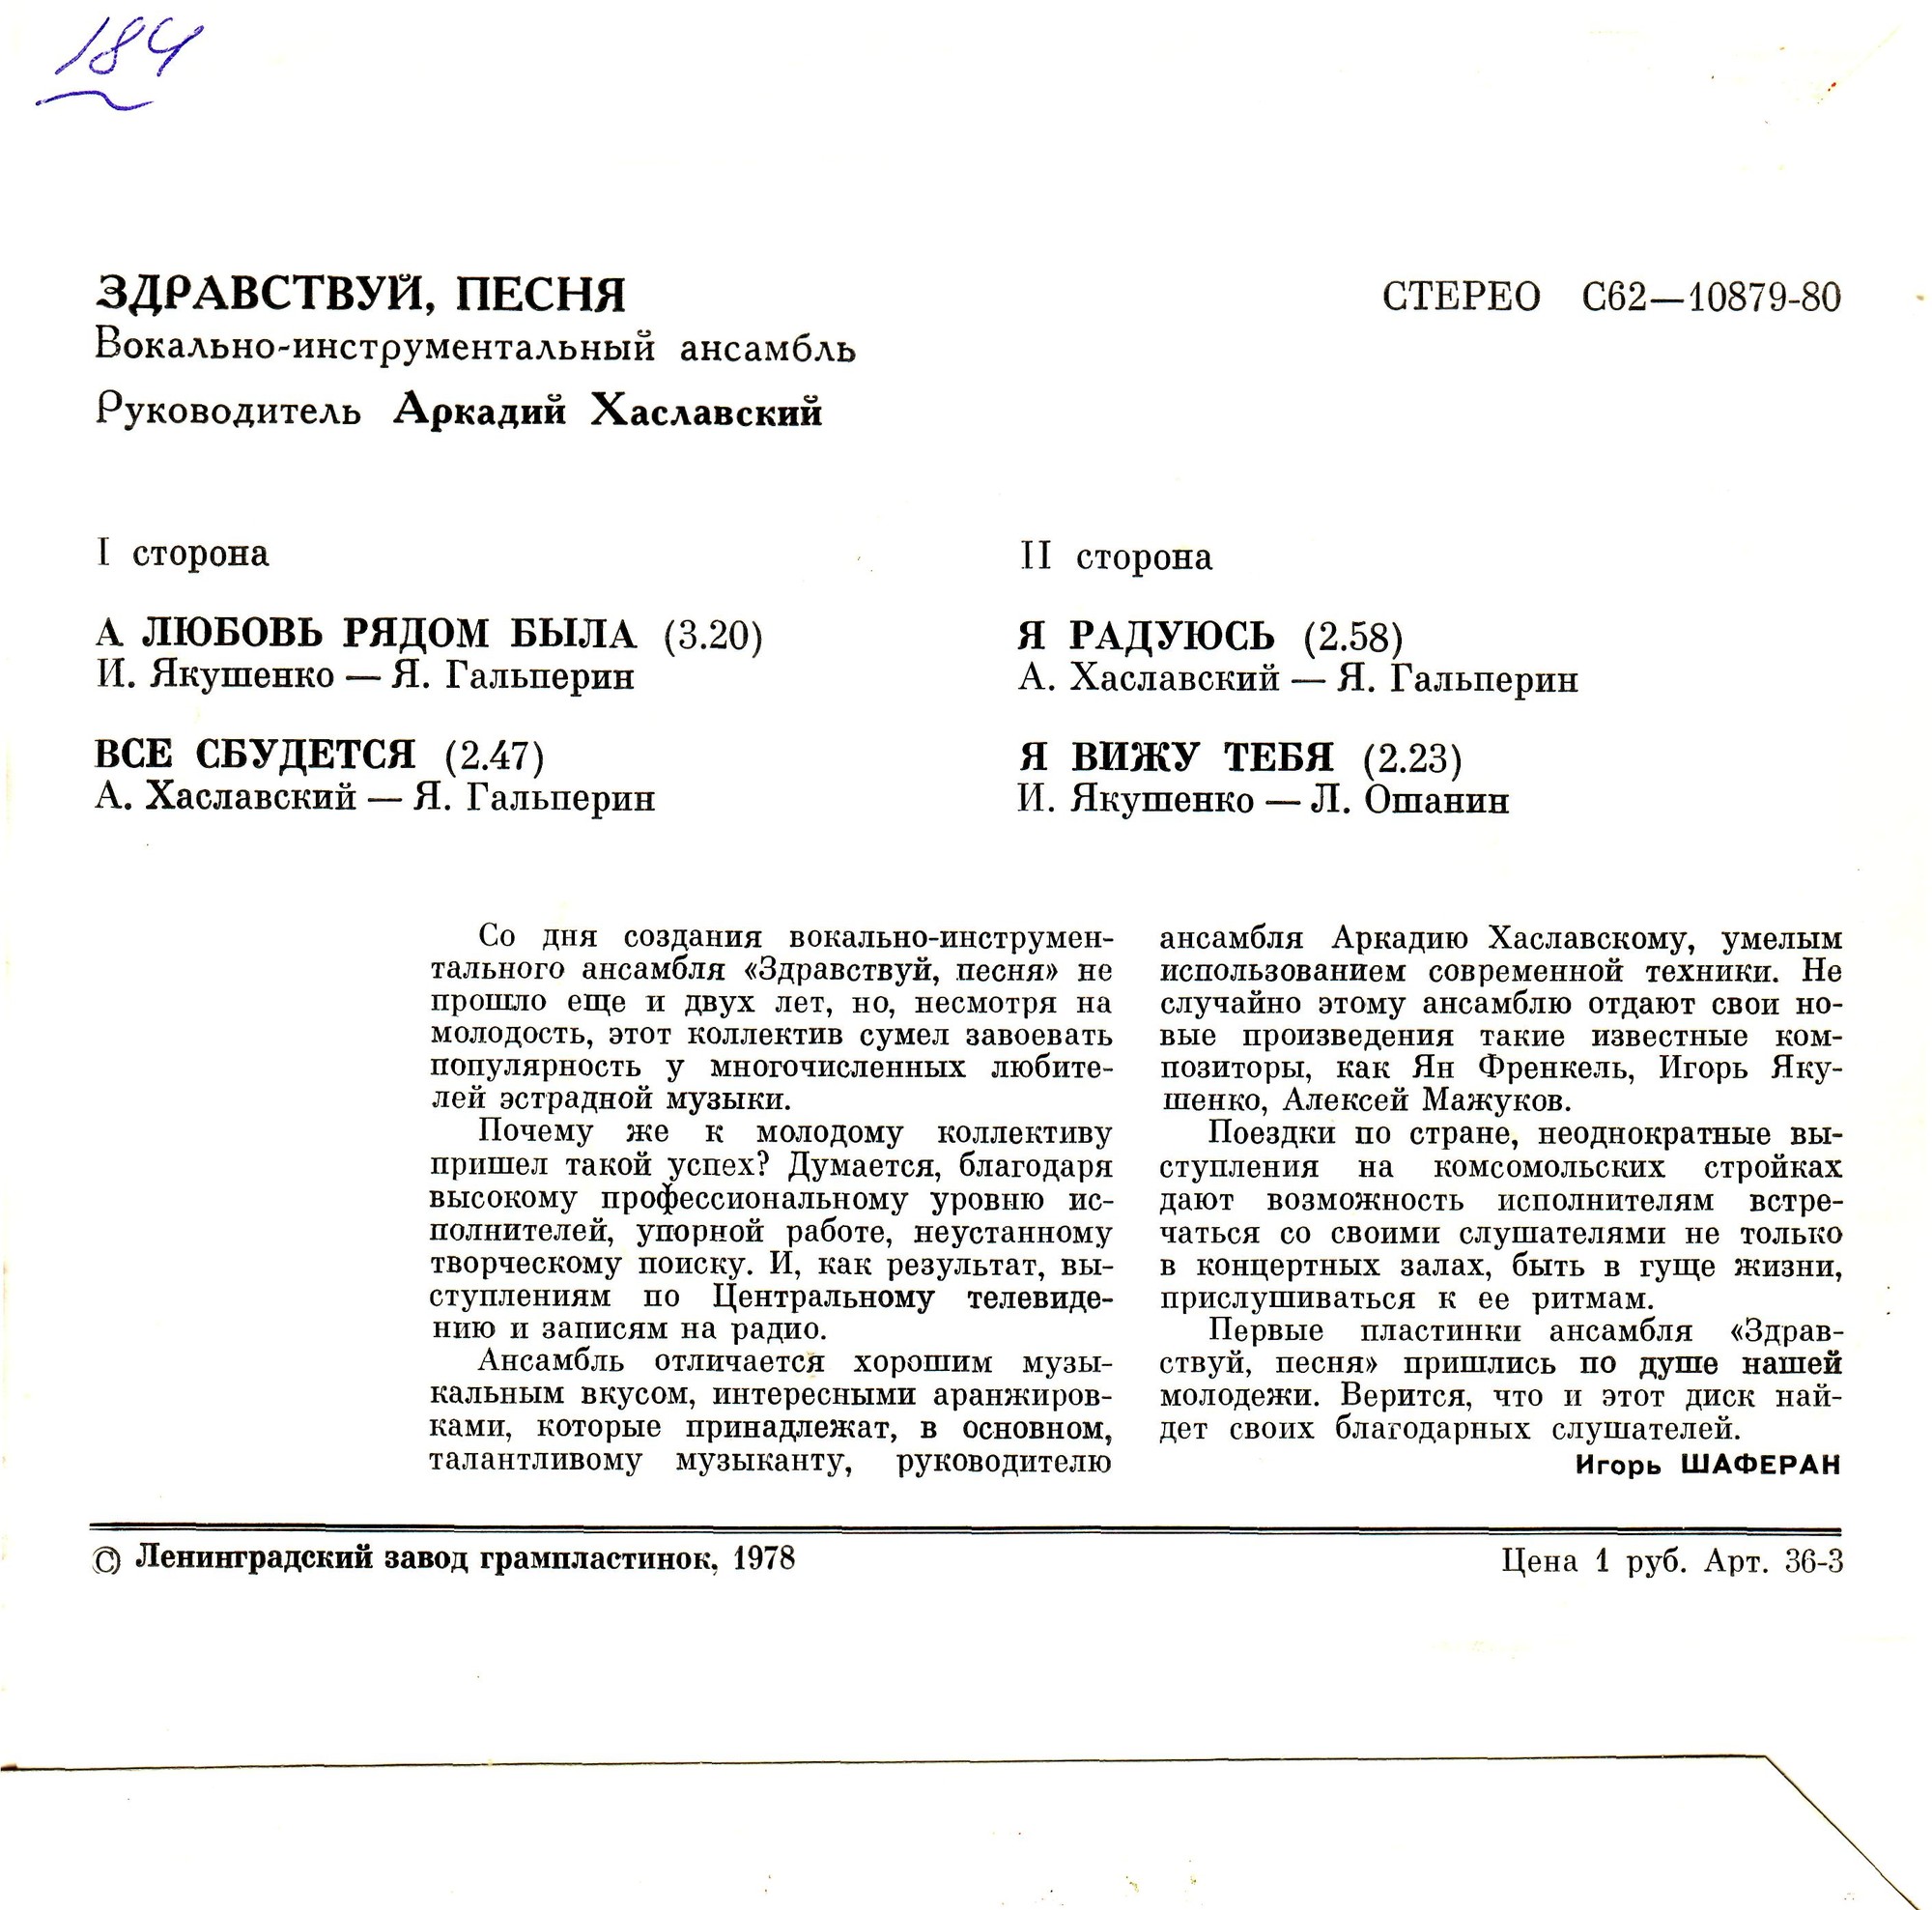 184
ЗДРАВСТВУЙ, ПЕСНЯ
СТЕРЕО С62—10879-80
Вокально-инструментальный ансамбль
Руководитель Аркадий Хаславский
I сторона
А ЛЮБОВЬ РЯДОМ БЫЛА (3.20)
И. Якушенко — Я. Гальперин
ВСЕ СБУДЕТСЯ (2.47)
А. Хаславский — Я. Гальперин
II сторона
Я РАДУЮСЬ (2.58)
А. Хаславский — Я. Гальперин
Я ВИЖУ ТЕБЯ (2.23)
И. Якушенко — Л. Ошанин
Со дня создания вокально-инструмен-
тального ансамбля «Здравствуй, песня» не
прошло еще и двух лет, но, несмотря на
молодость, этот коллектив сумел завоевать
популярность у многочисленных любите-
лей эстрадной музыки.
Почему же к молодому коллективу
пришел такой успех? Думается, благодаря
высокому профессиональному уровню ис-
полнителей, упорной работе, неустанному
творческому поиску. И, как результат, вы-
ступлениям по Центральному телевиде-
нию и записям на радио.
Ансамбль отличается хорошим музы-
кальным вкусом, интересными аранжиров-
ками, которые принадлежат, в основном,
талантливому музыканту, руководителю
ансамбля Аркадию Хаславскому, умелым
использованием современной техники. Не
случайно этому ансамблю отдают свои но-
вые произведения такие известные ком-
позиторы, как Ян Френкель, Игорь Яку-
шенко, Алексей Мажуков.
Поездки по стране, неоднократные вы-
ступления на комсомольских стройках
дают возможность исполнителям встре-
чаться со своими слушателями не только
в концертных залах, быть в гуще жизни,
прислушиваться к ее ритмам.
Первые пластинки ансамбля «Здрав-
ствуй, песня» пришлись по душе нашей
молодежи. Верится, что и этот диск най-
дет своих благодарных слушателей.
Игорь ШАФЕРАН
© Ленинградский завод грампластинок, 1978
Цена 1 руб. Арт. 36-3